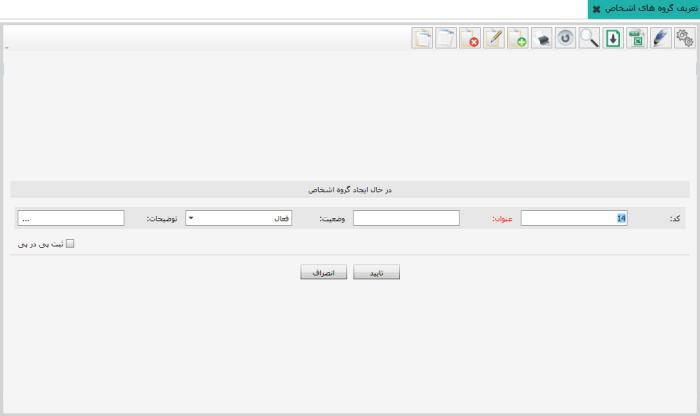 تعریف گروه های اشخاص
در حال ایجاد گروه اشخاص
کد: 14 عنوان: وضعیت: فعال توضیحات: ...
ثبت پی در پی
تایید انصراف